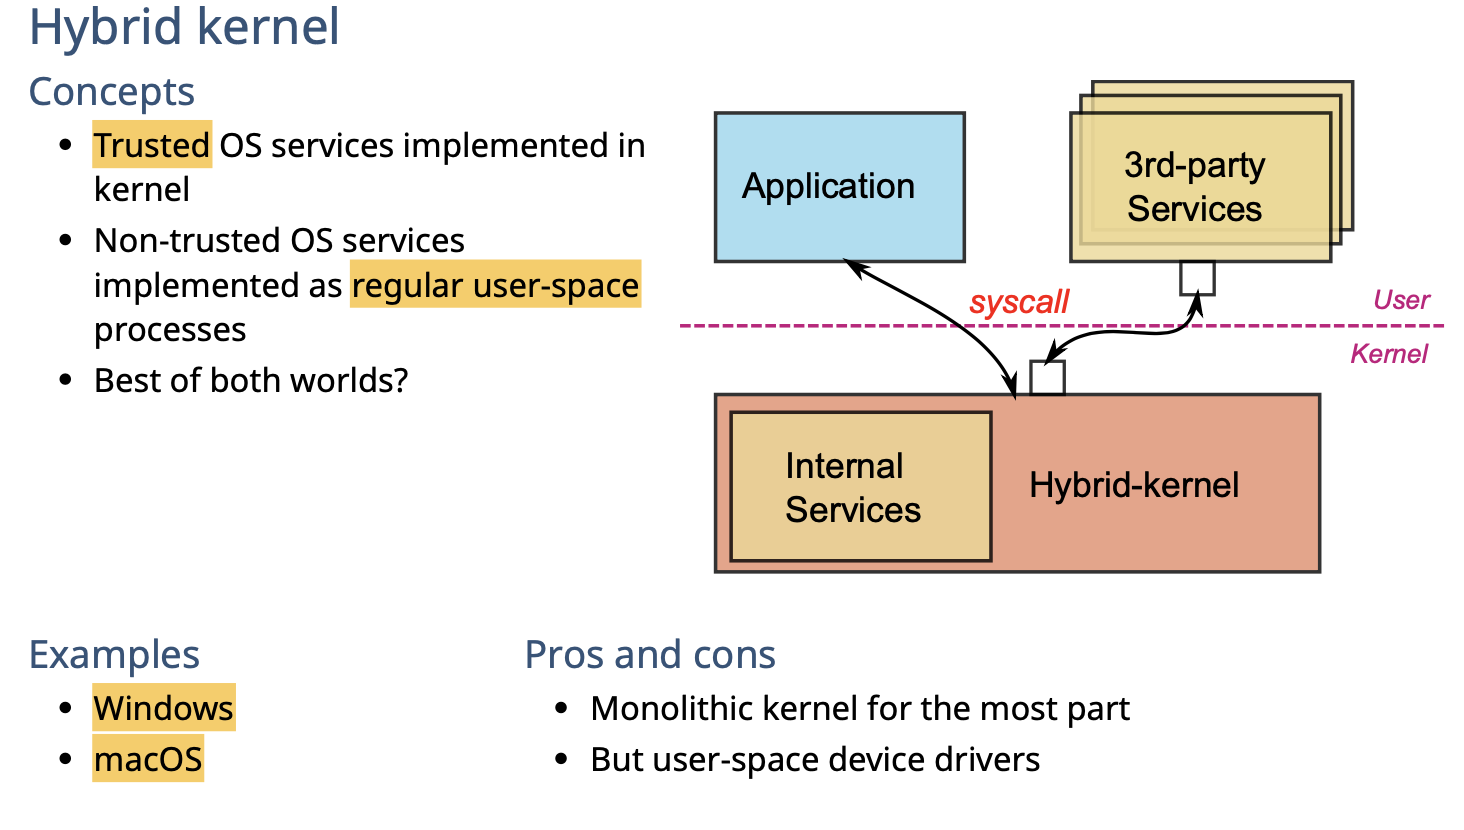 Hybrid kernel
Concepts
• Trusted OS services implemented in
kernel
• Non-trusted OS services
implemented as regular user-space
processes
• Best of both worlds?
Application
3rd-party
Services
syscall
User
Kernel
Internal
Services
Hybrid-kernel
Examples
• Windows
• macOS
Pros and cons
• Monolithic kernel for the most part
• But user-space device drivers